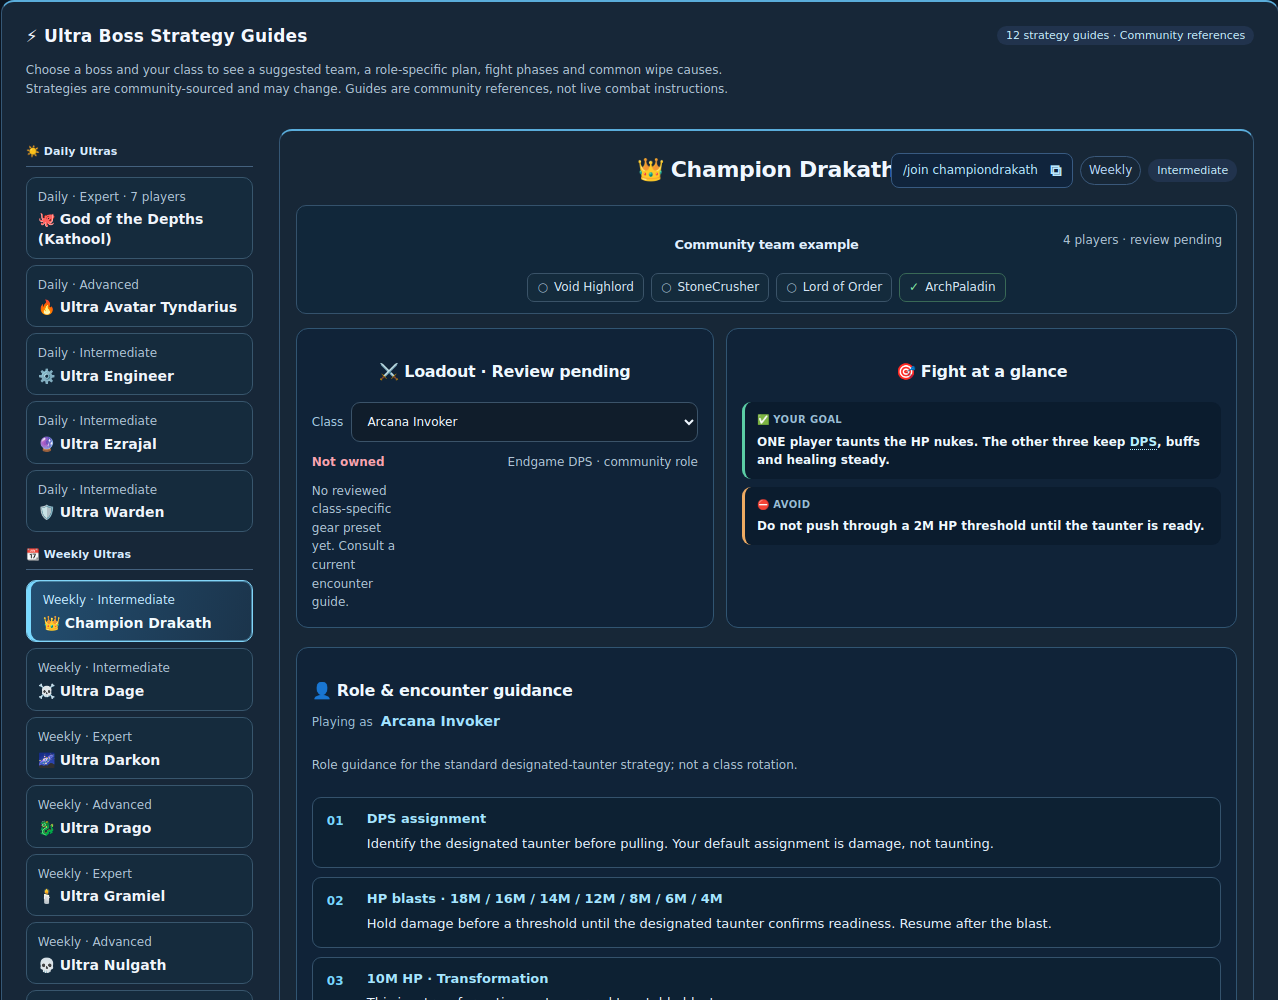 ⚡ Ultra Boss Strategy Guides
12 strategy guides · Community references
Choose a boss and your class to see a suggested team, a role-specific plan, fight phases and common wipe causes.
Strategies are community-sourced and may change. Guides are community references, not live combat instructions.
☀️ Daily Ultras
Daily · Expert · 7 players
🐙 God of the Depths
(Kathool)
Daily · Advanced
🔥 Ultra Avatar Tyndarius
Daily · Intermediate
⚙️ Ultra Engineer
Daily · Intermediate
🔮 Ultra Ezrajal
Daily · Intermediate
🛡️ Ultra Warden
📆 Weekly Ultras
Weekly · Intermediate
👑 Champion Drakath
Weekly · Intermediate
☠️ Ultra Dage
Weekly · Expert
🌌 Ultra Darkon
Weekly · Advanced
🐉 Ultra Drago
Weekly · Expert
🕯️ Ultra Gramiel
Weekly · Advanced
💀 Ultra Nulgath
👑 Champion Drakath
/join championdrakath ⧉
Weekly
Intermediate
Community team example
4 players · review pending
○ Void Highlord
○ StoneCrusher
○ Lord of Order
✓ ArchPaladin
⚔️ Loadout · Review pending
Class
Arcana Invoker
Not owned
Endgame DPS · community role
No reviewed
class-specific
gear preset
yet. Consult a
current
encounter
guide.
🎯 Fight at a glance
✅ YOUR GOAL
ONE player taunts the HP nukes. The other three keep DPS, buffs
and healing steady.
⛔ AVOID
Do not push through a 2M HP threshold until the taunter is ready.
👤 Role & encounter guidance
Playing as Arcana Invoker
Role guidance for the standard designated-taunter strategy; not a class rotation.
01
DPS assignment
Identify the designated taunter before pulling. Your default assignment is damage, not taunting.
02
HP blasts · 18M / 16M / 14M / 12M / 8M / 6M / 4M
Hold damage before a threshold until the designated taunter confirms readiness. Resume after the blast.
03
10M HP · Transformation